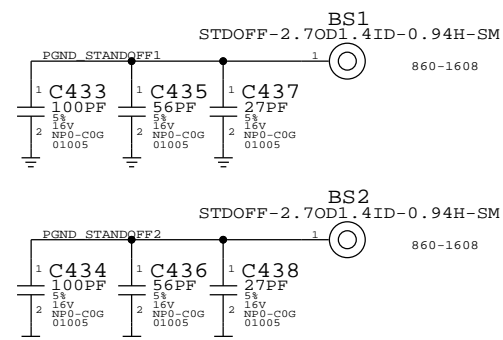 BS1
STDOFF-2.7OD1.4ID-0.94H-SM
PGND_STANDOFF1
1
860-1608
1 C433
100PF
5%
16V
2 NP0-C0G
01005
1 C435
56PF
5%
16V
2 NP0-C0G
01005
1 C437
27PF
5%
16V
2 NP0-C0G
01005
BS2
STDOFF-2.7OD1.4ID-0.94H-SM
PGND_STANDOFF2
1
860-1608
1 C434
100PF
5%
16V
2 NP0-C0G
01005
1 C436
56PF
5%
16V
2 NP0-C0G
01005
1 C438
27PF
5%
16V
2 NP0-C0G
01005